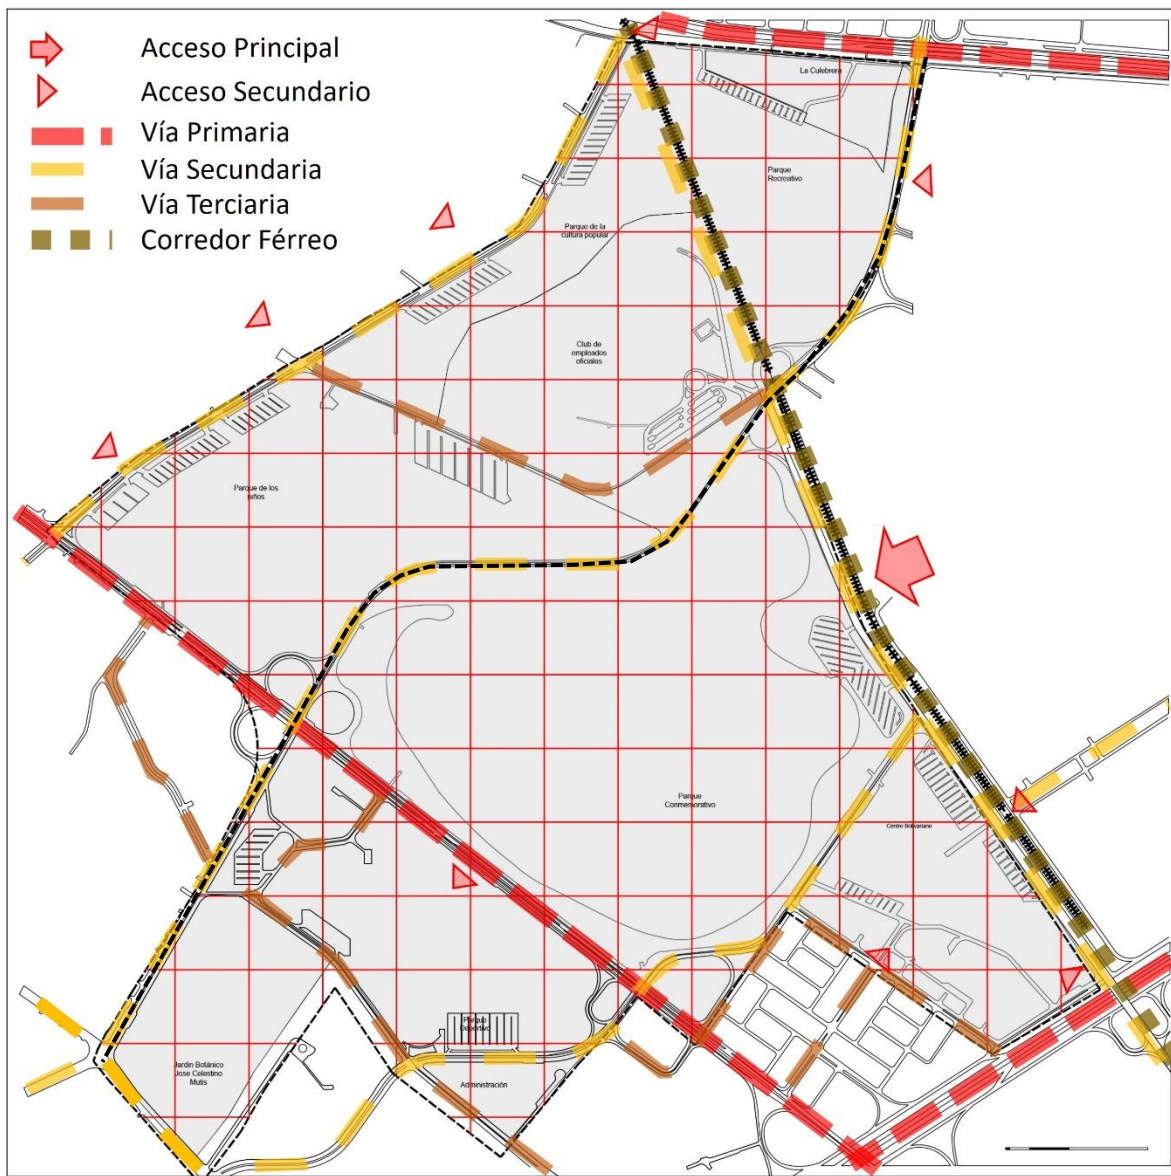 Acceso Principal
Acceso Secundario
Vía Primaria
Vía Secundaria
Vía Terciaria
Corredor Férreo
La Culebrera
Parque
Recreativo
Parque de la
cultura popular
Club de
empleados
oficiales
Parque de los
niños
Parque
Conmemorativo
Centro Bolivariano
Parque
Deportivo
Administración
Jardín Botánico
Jose Celestino
Mutis